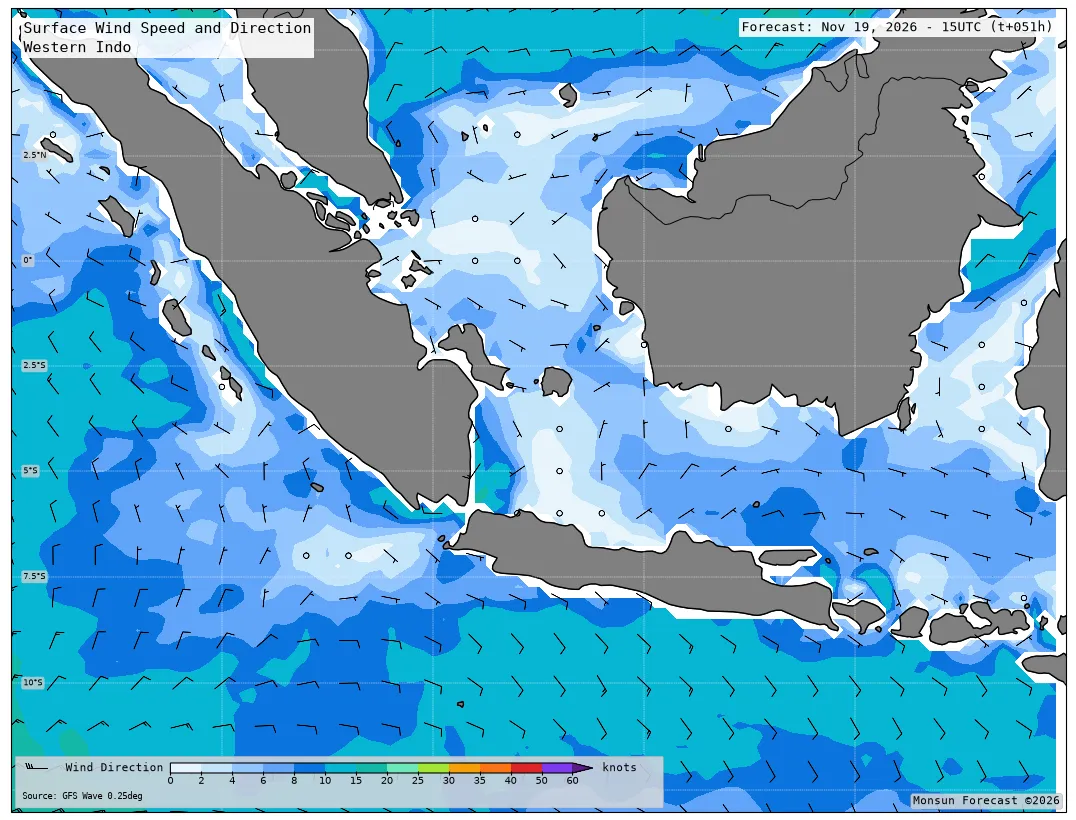 Surface Wind Speed and Direction
Western Indo
Forecast: Nov 19, 2026 - 15UTC (t+051h)
2.5°N
0°
2.5°S
5°S
7.5°S
10°S
Wind Direction
knots
0 2 4 6 8 10 15 20 25 30 35 40 50 60
Source: GFS Wave 0.25deg
Monsun Forecast ©2026